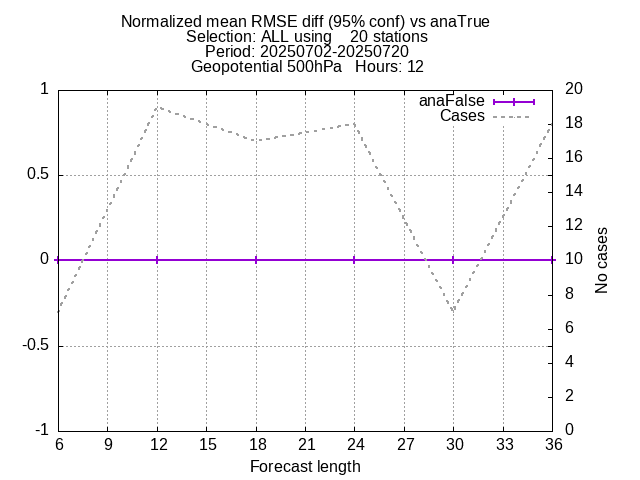 Normalized mean RMSE diff (95% conf) vs anaTrue
Selection: ALL using    20 stations
Period: 20250702-20250720
Geopotential 500hPa   Hours: 12
anaFalse
Cases
1
0.5
0
-0.5
-1
20
18
16
14
12
10
8
6
4
2
0
No cases
6 9 12 15 18 21 24 27 30 33 36
Forecast length